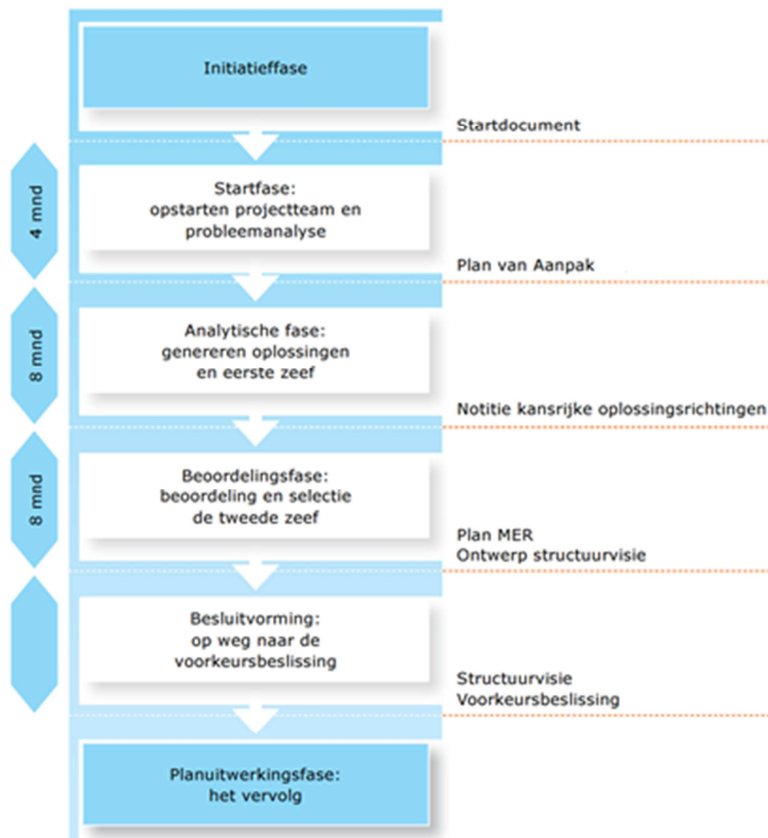 Initiatieffase
Startdocument
4 mnd
Startfase:
opstarten projectteam en
probleemanalyse
Plan van Aanpak
8 mnd
Analytische fase:
genereren oplossingen
en eerste zeef
Notitie kansrijke oplossingsrichtingen
8 mnd
Beoordelingsfase:
beoordeling en selectie
de tweede zeef
Plan MER
Ontwerp structuurvisie
Besluitvorming:
op weg naar de
voorkeursbeslissing
Structuurvisie
Voorkeursbeslissing
Planuitwerkingsfase:
het vervolg